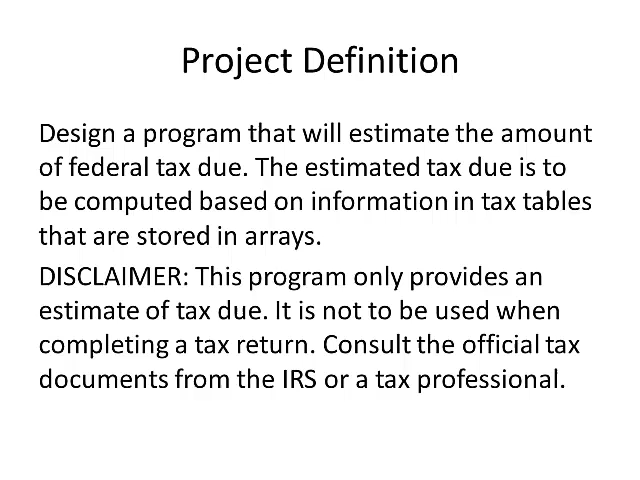 Project Definition
Design a program that will estimate the amount
of federal tax due. The estimated tax due is to
be computed based on information in tax tables
that are stored in arrays.
DISCLAIMER: This program only provides an
estimate of tax due. It is not to be used when
completing a tax return. Consult the official tax
documents from the IRS or a tax professional.